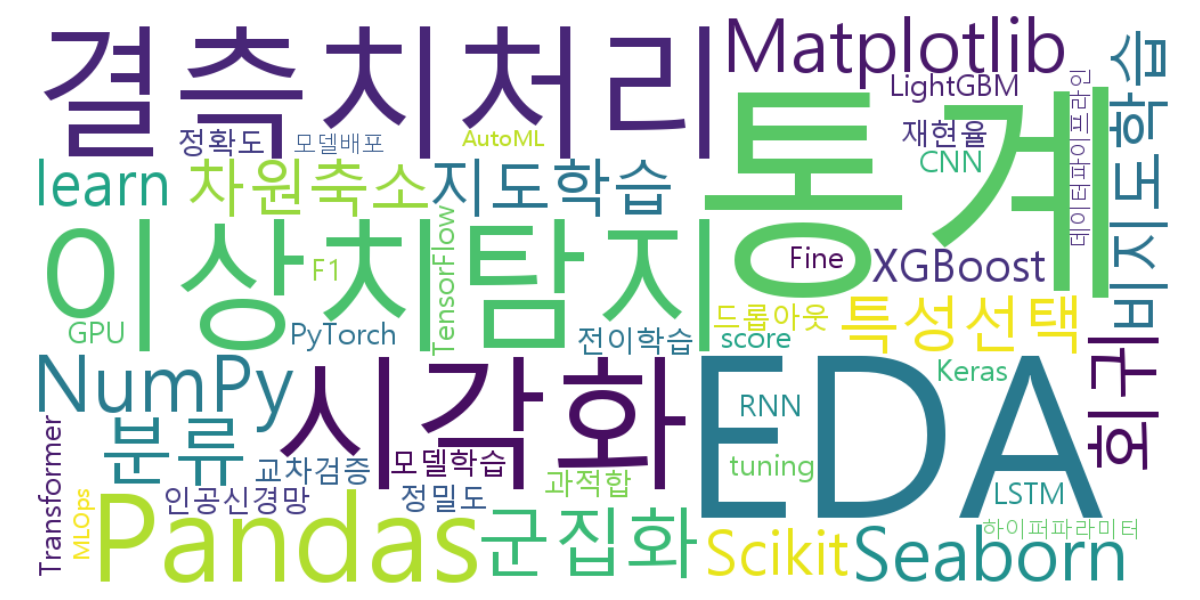 결측치처리
Matplotlib
비지도학습
LightGBM
데이터파이프라인
통계
정확도
모델배포
AutoML
재현율
CNN
learn
차원축소
지도학습
이상치탐지
TensorFlow
F1
Fine
XGBoost
GPU
PyTorch
전이학습
드롭아웃
score
특성선택
회귀
NumPy
시각화
EDA
Keras
RNN
분류
교차검증
모델학습
과적합
tuning
Transformer
MLOps
인공신경망
정밀도
LSTM
Pandas
군집화
Scikit
Seaborn
하이퍼파라미터